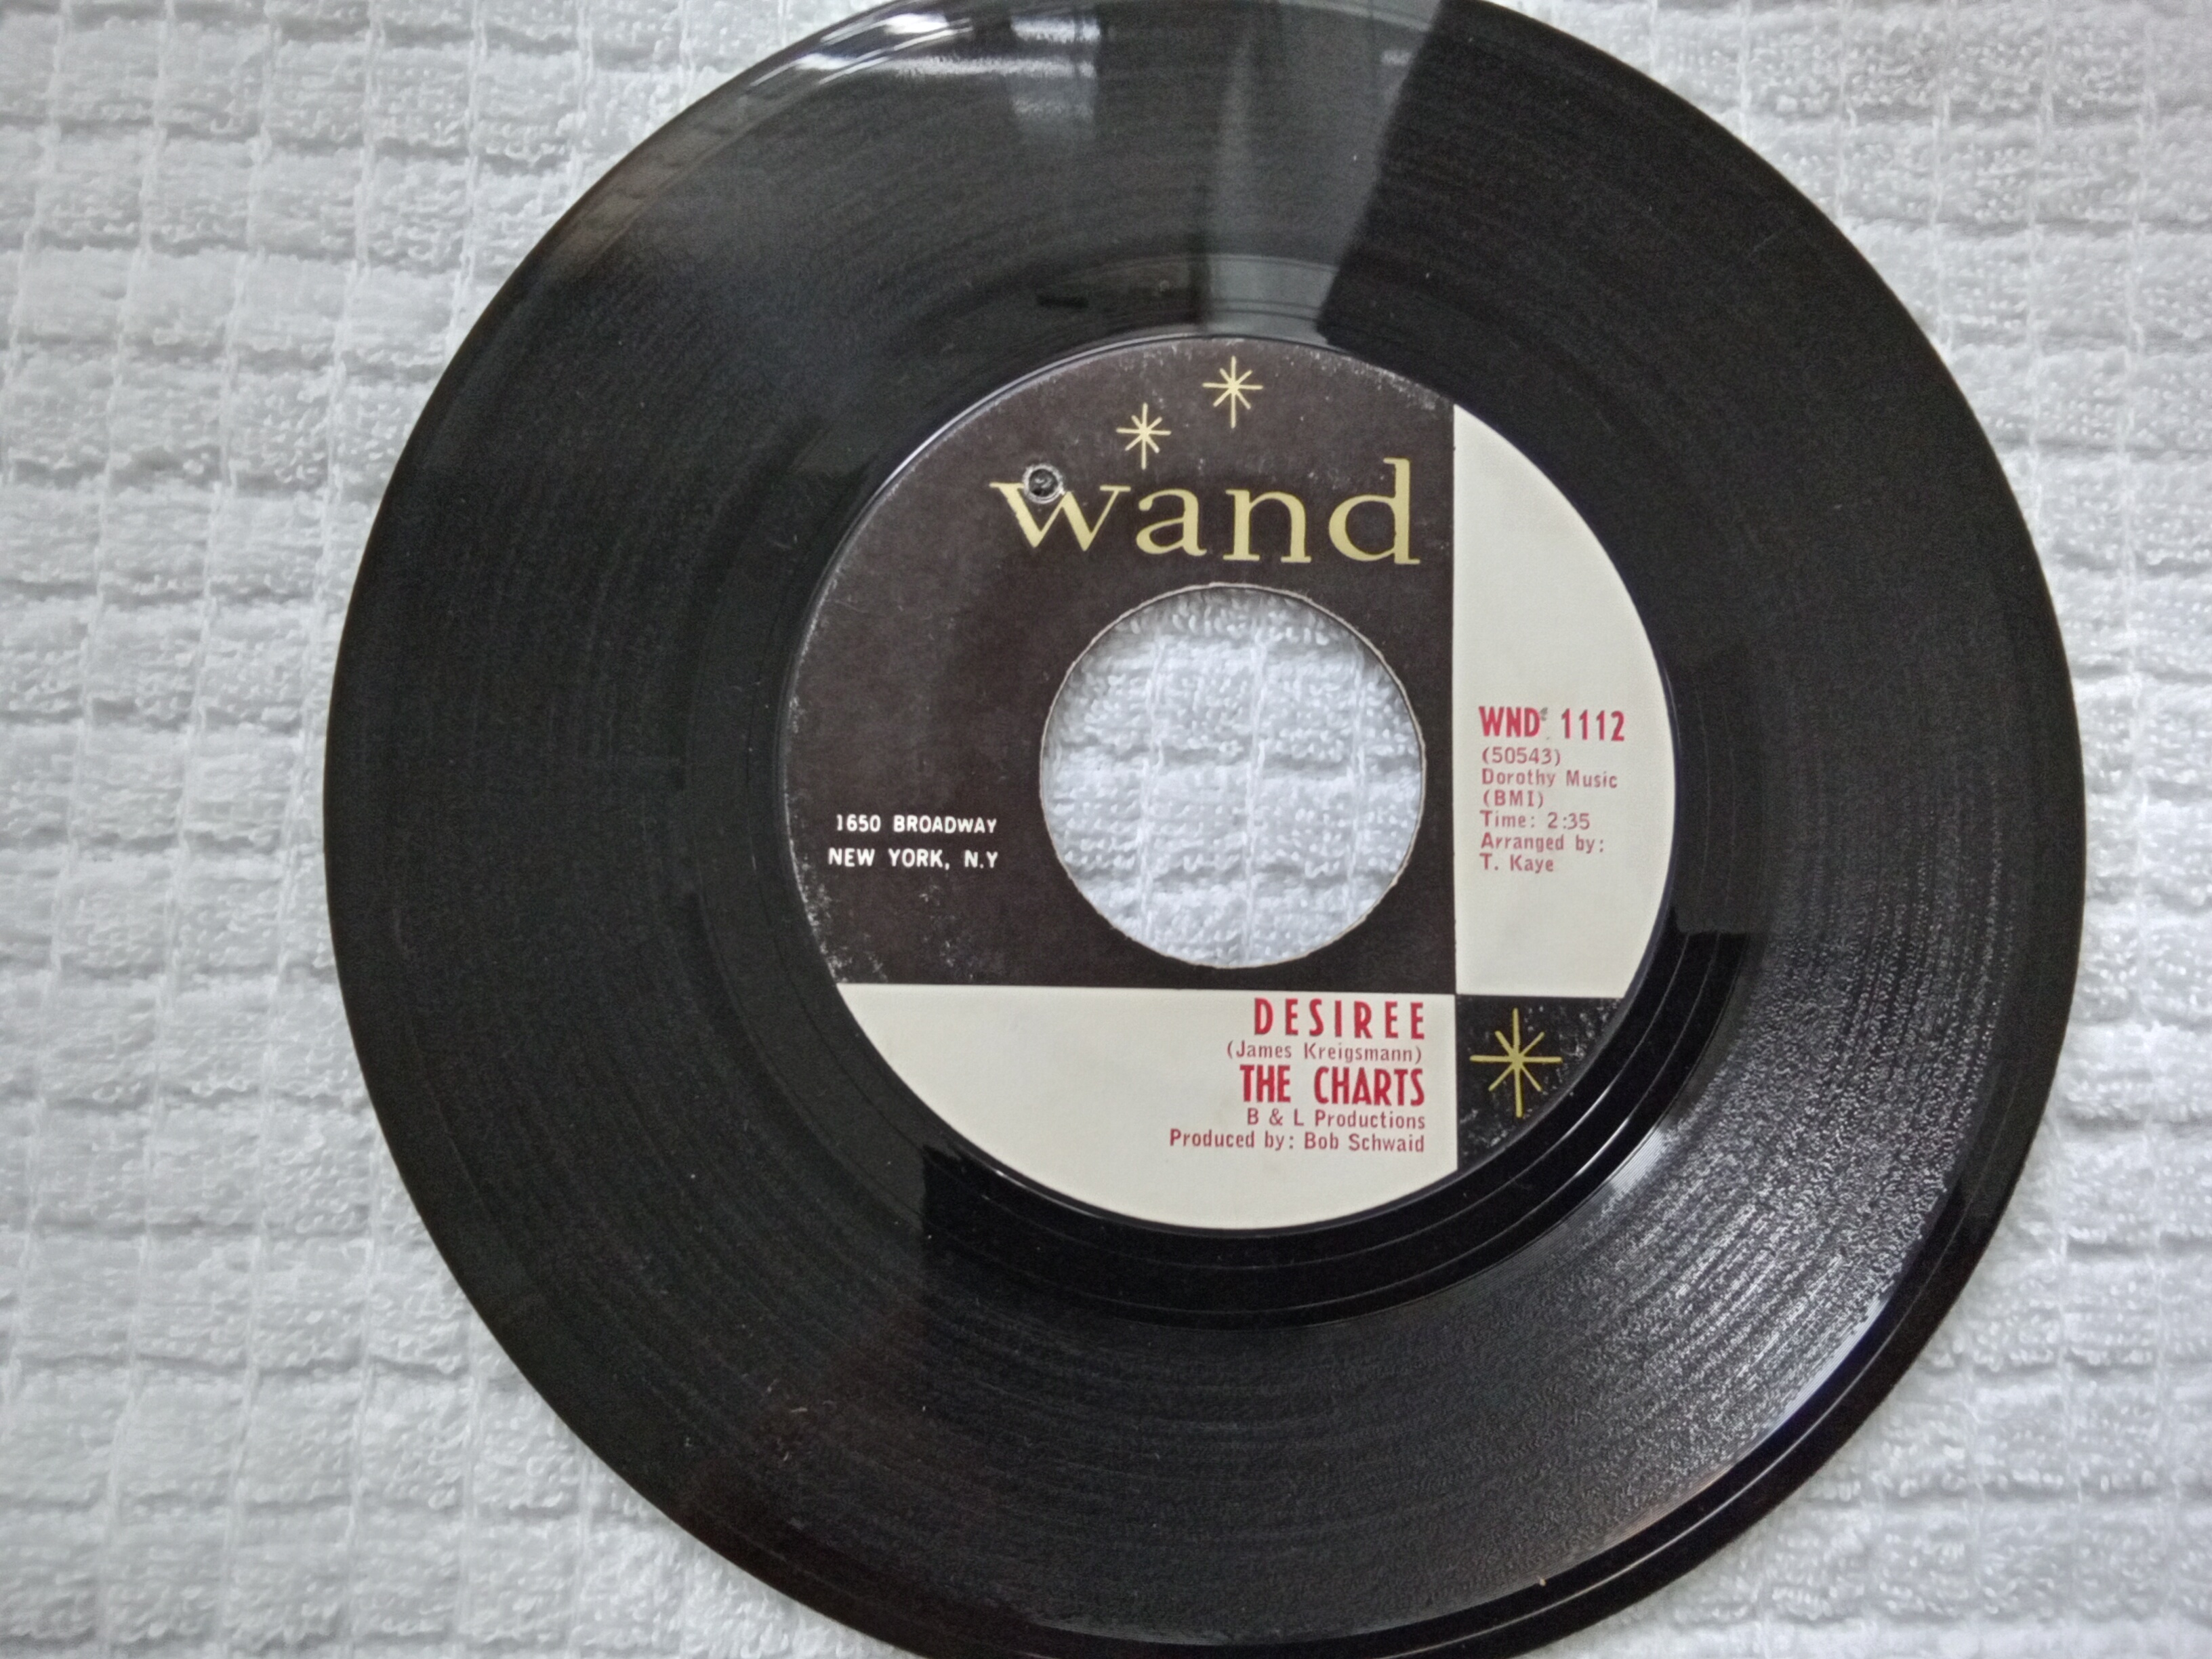 wand
1650 BROADWAY
NEW YORK, N.Y
WND 1112
(50543)
Dorothy Music
(BMI)
Time: 2:35
Arranged by:
T. Kaye
DESIREE
(James Kreigsmann)
THE CHARTS
B & L Productions
Produced by: Bob Schwaid